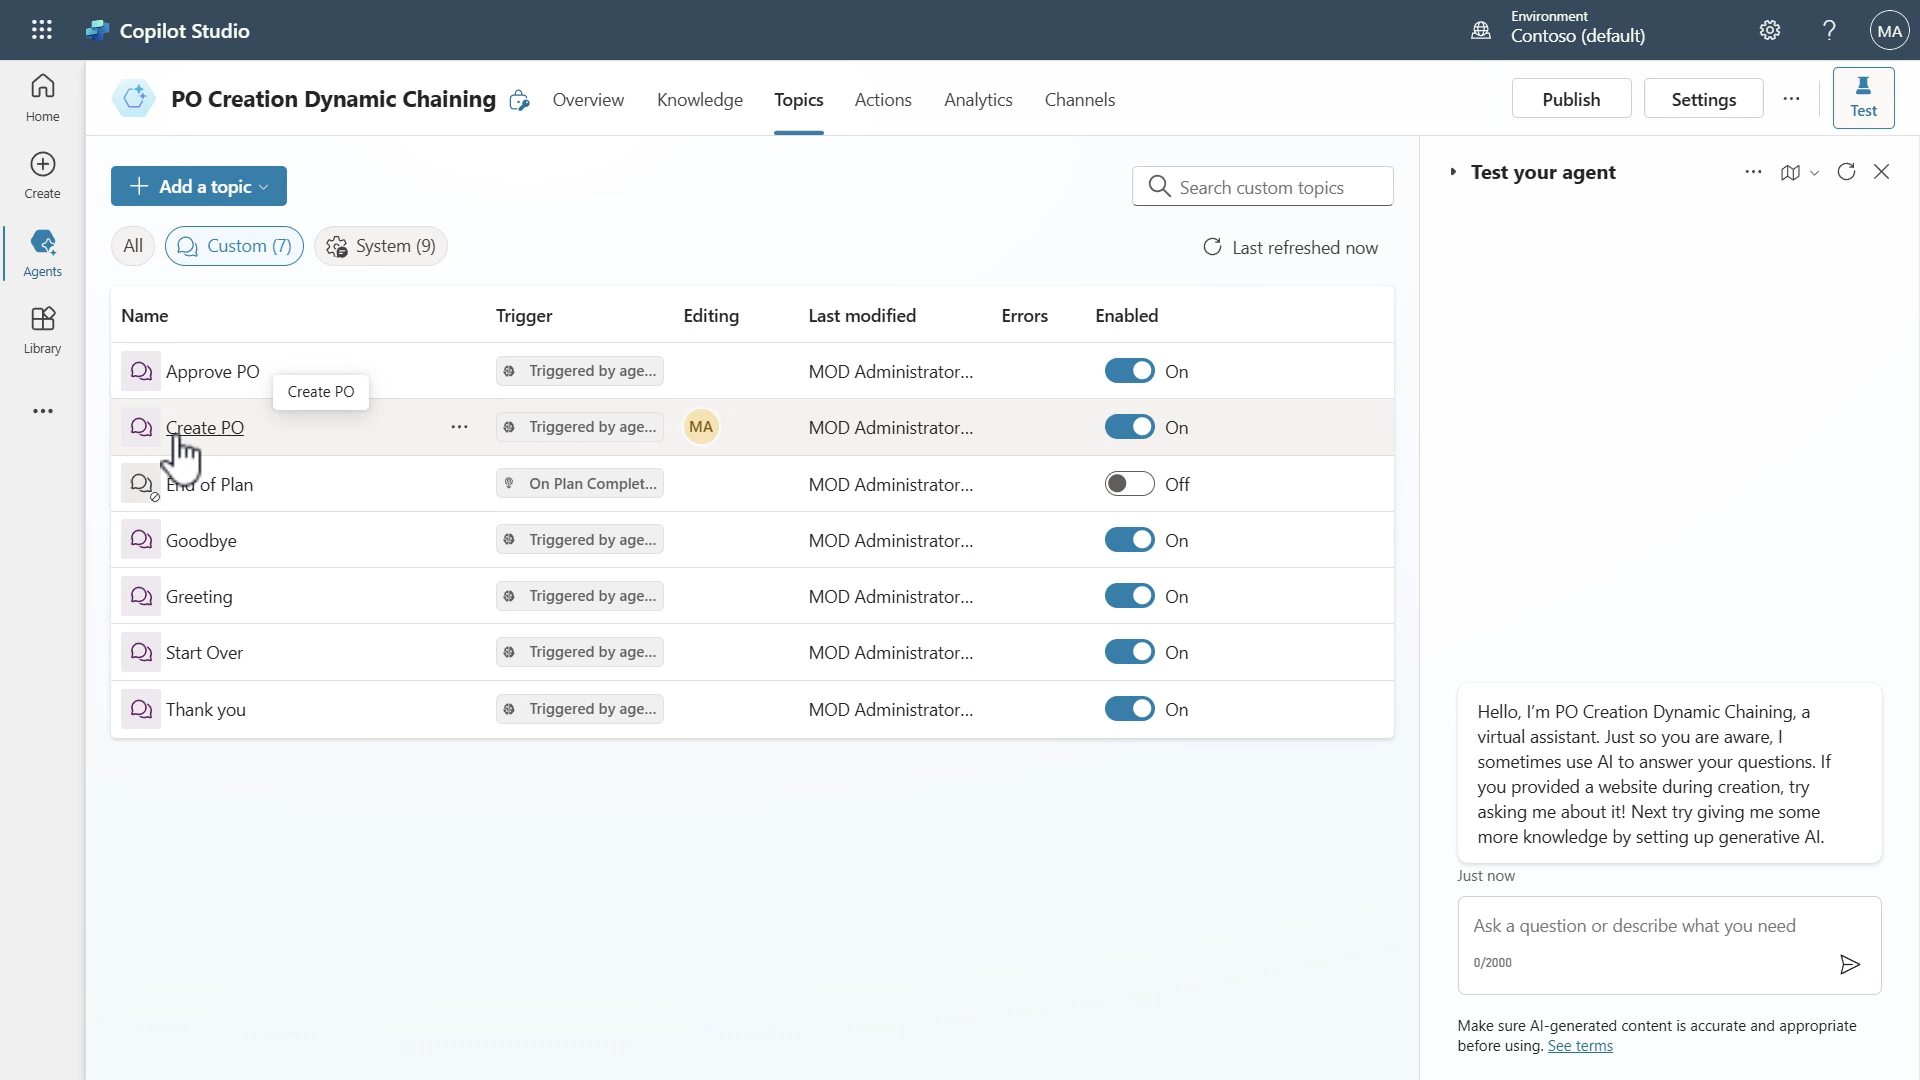 Copilot Studio
Environment
Contoso (default)
MA
Home
Create
Agents
Library
PO Creation Dynamic Chaining
Overview
Knowledge
Topics
Actions
Analytics
Channels
Publish
Settings
Test
Add a topic
Search custom topics
All
Custom (7)
System (9)
Last refreshed now
Name
Trigger
Editing
Last modified
Errors
Enabled
Approve PO
Triggered by age...
MOD Administrator...
On
Create PO
Create PO
Triggered by age...
MA
MOD Administrator...
On
End of Plan
On Plan Complet...
MOD Administrator...
Off
Goodbye
Triggered by age...
MOD Administrator...
On
Greeting
Triggered by age...
MOD Administrator...
On
Start Over
Triggered by age...
MOD Administrator...
On
Thank you
Triggered by age...
MOD Administrator...
On
Test your agent
Hello, I'm PO Creation Dynamic Chaining, a
virtual assistant. Just so you are aware, I
sometimes use AI to answer your questions. If
you provided a website during creation, try
asking me about it! Next try giving me some
more knowledge by setting up generative AI.
Just now
Ask a question or describe what you need
0/2000
Make sure AI-generated content is accurate and appropriate
before using. See terms